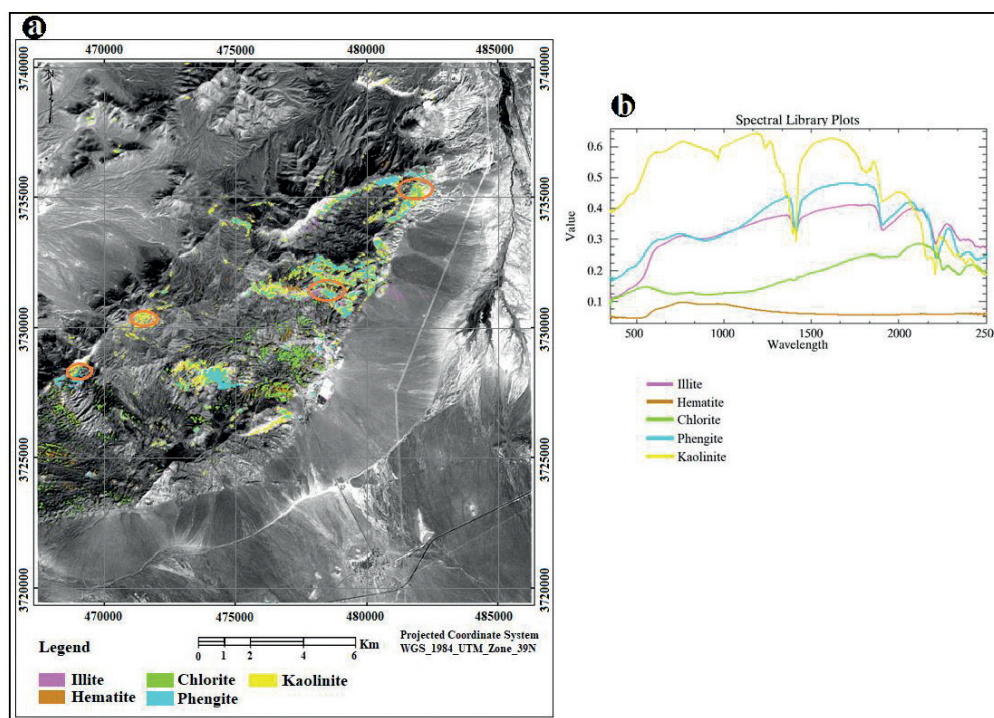 a
470000 475000 480000 485000
3740000 3740000
3735000 3735000
3730000 3730000
3725000 3725000
3720000 3720000
470000 475000 480000 485000
Legend
0 1 2 4 6 Km
Projected Coordinate System
WGS_1984_UTM_Zone_39N
Illite Chlorite Kaolinite
Hematite Phengite
b
Spectral Library Plots
0.6
0.5
0.4
0.3
0.2
0.1
Value
500 1000 1500 2000 2500
Wavelength
Illite
Hematite
Chlorite
Phengite
Kaolinite